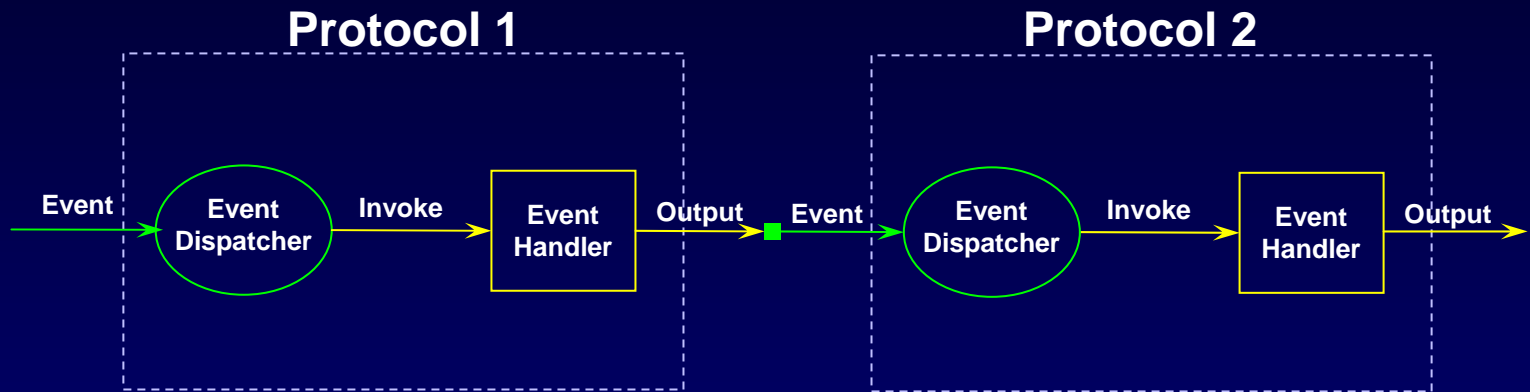 Protocol 1
Protocol 2
Event
Event
Dispatcher
Invoke
Event
Handler
Output
Event
Event
Dispatcher
Invoke
Event
Handler
Output